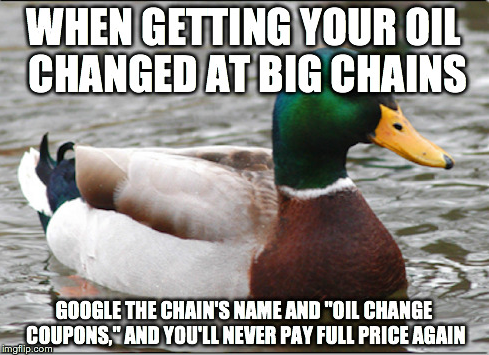 WHEN GETTING YOUR OIL
CHANGED AT BIG CHAINS
GOOGLE THE CHAIN'S NAME AND "OIL CHANGE
COUPONS," AND YOU'LL NEVER PAY FULL PRICE AGAIN
imgflip.com